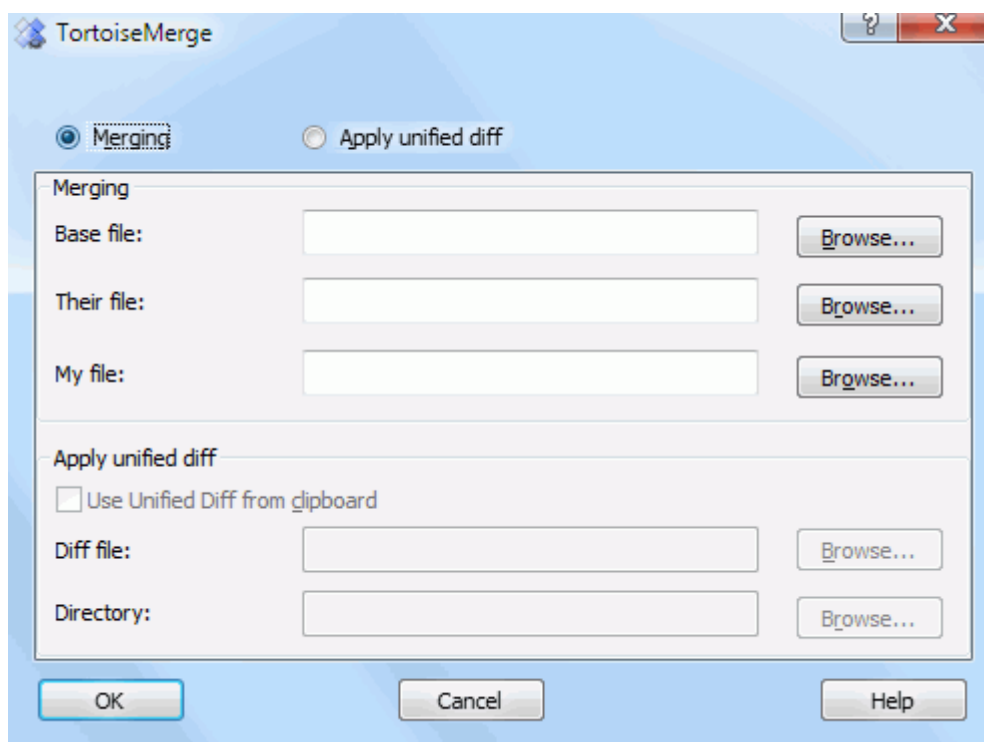 TortoiseMerge
Merging
Apply unified diff
Merging
Base file:
Browse...
Their file:
Browse...
My file:
Browse...
Apply unified diff
Use Unified Diff from clipboard
Diff file:
Browse...
Directory:
Browse...
OK
Cancel
Help